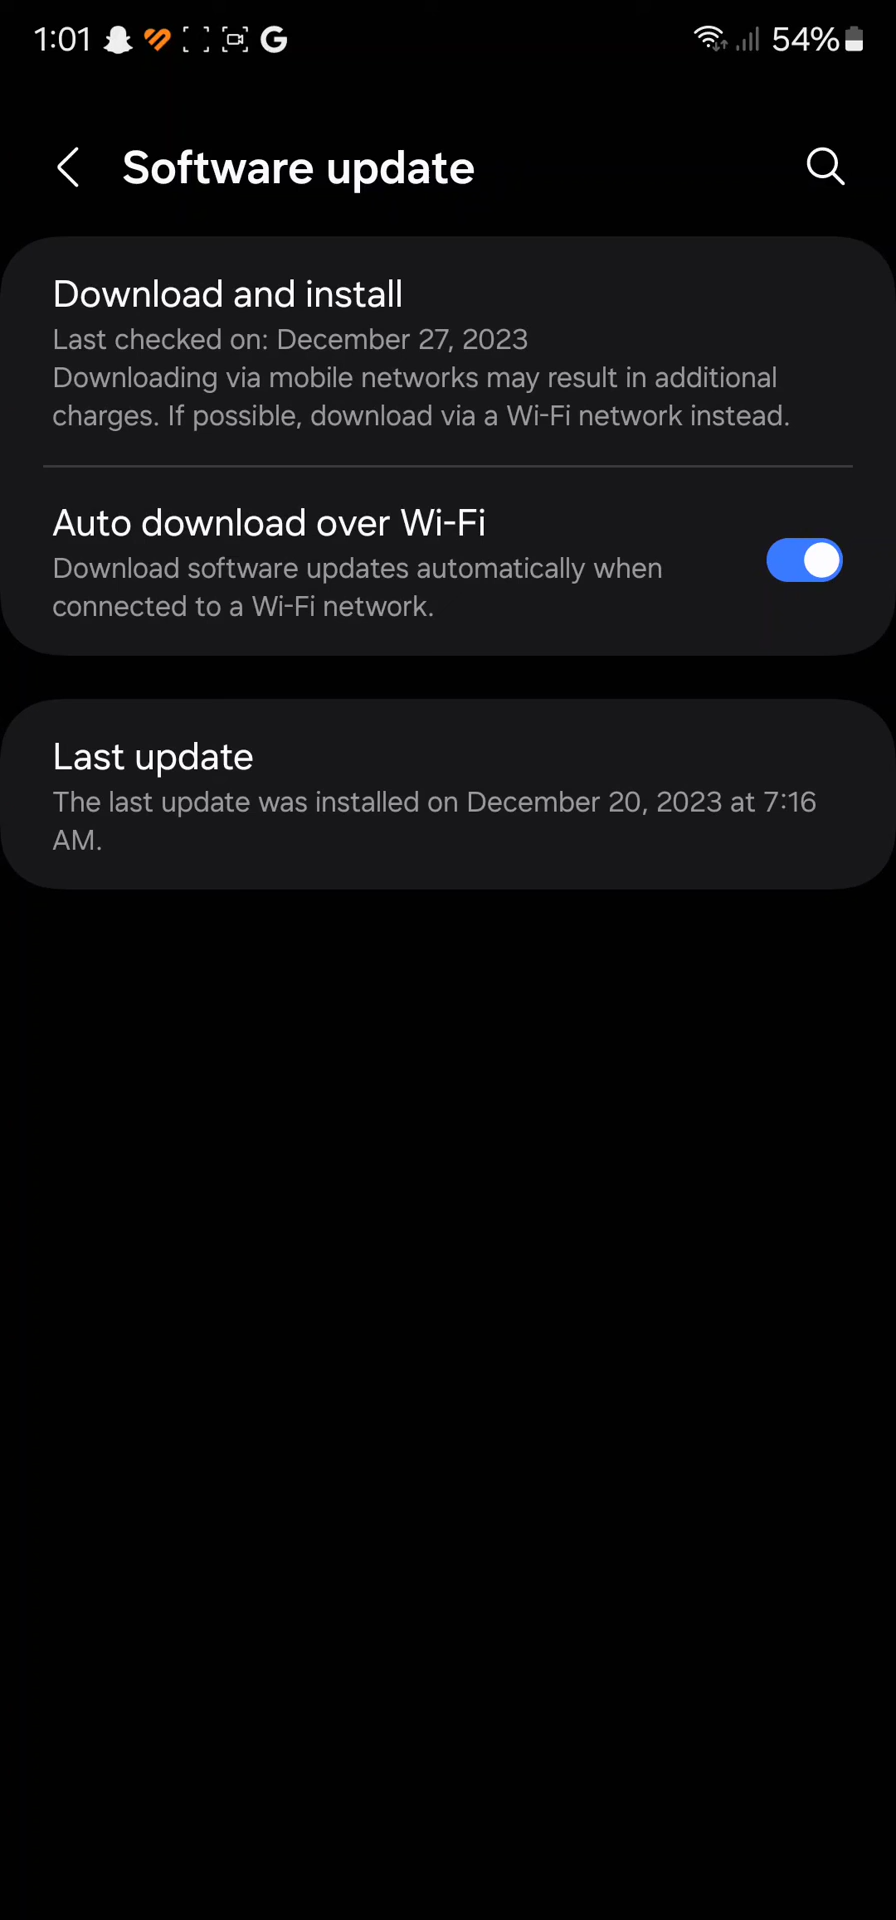 1:01 G 54%
Software update
Download and install
Last checked on: December 27, 2023
Downloading via mobile networks may result in additional
charges. If possible, download via a Wi-Fi network instead.
Auto download over Wi-Fi
Download software updates automatically when
connected to a Wi-Fi network.
Last update
The last update was installed on December 20, 2023 at 7:16
AM.